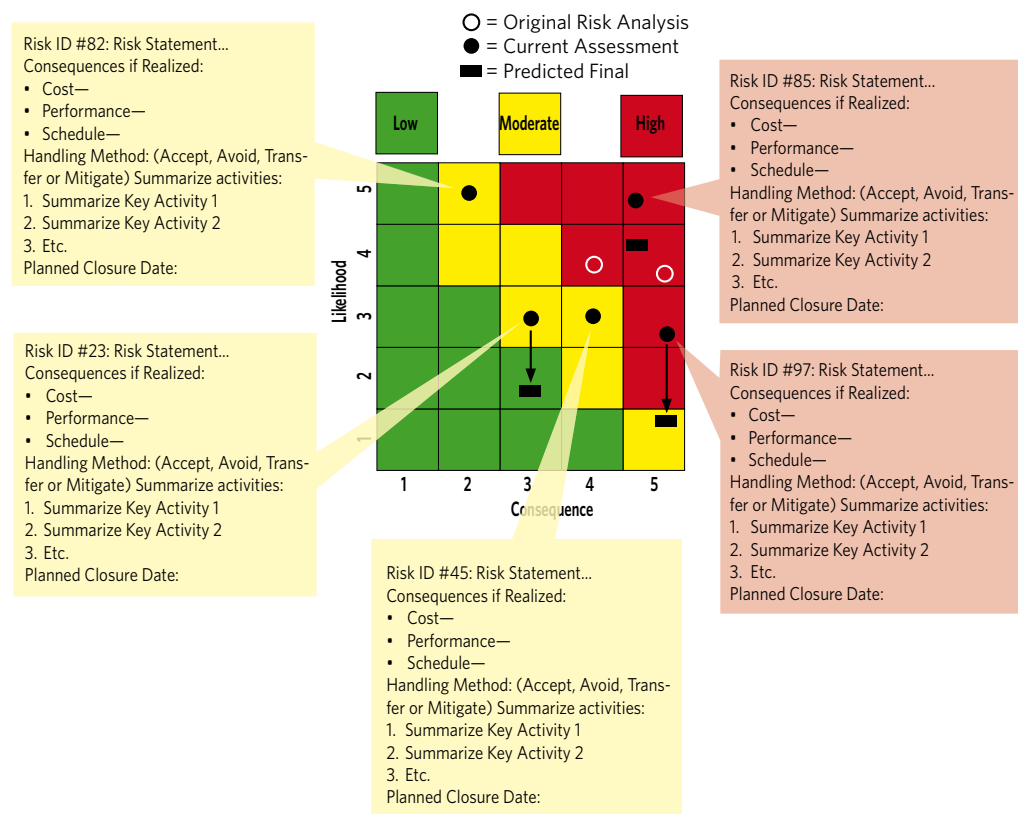 = Original Risk Analysis
= Current Assessment
= Predicted Final
Risk ID #82: Risk Statement...
Consequences if Realized:
• Cost—
• Performance—
• Schedule—
Handling Method: (Accept, Avoid, Trans-
fer or Mitigate) Summarize activities:
1. Summarize Key Activity 1
2. Summarize Key Activity 2
3. Etc.
Planned Closure Date:
Risk ID #23: Risk Statement...
Consequences if Realized:
• Cost—
• Performance—
• Schedule—
Handling Method: (Accept, Avoid, Trans-
fer or Mitigate) Summarize activities:
1. Summarize Key Activity 1
2. Summarize Key Activity 2
3. Etc.
Planned Closure Date:
Low
Moderate
High
Likelihood
5
4
3
2
1
1
2
3
4
5
Consequence
Risk ID #45: Risk Statement...
Consequences if Realized:
• Cost—
• Performance—
• Schedule—
Handling Method: (Accept, Avoid, Trans-
fer or Mitigate) Summarize activities:
1. Summarize Key Activity 1
2. Summarize Key Activity 2
3. Etc.
Planned Closure Date:
Risk ID #85: Risk Statement...
Consequences if Realized:
• Cost—
• Performance—
• Schedule—
Handling Method: (Accept, Avoid, Trans-
fer or Mitigate) Summarize activities:
1. Summarize Key Activity 1
2. Summarize Key Activity 2
3. Etc.
Planned Closure Date:
Risk ID #97: Risk Statement...
Consequences if Realized:
• Cost—
• Performance—
• Schedule—
Handling Method: (Accept, Avoid, Trans-
fer or Mitigate) Summarize activities:
1. Summarize Key Activity 1
2. Summarize Key Activity 2
3. Etc.
Planned Closure Date: